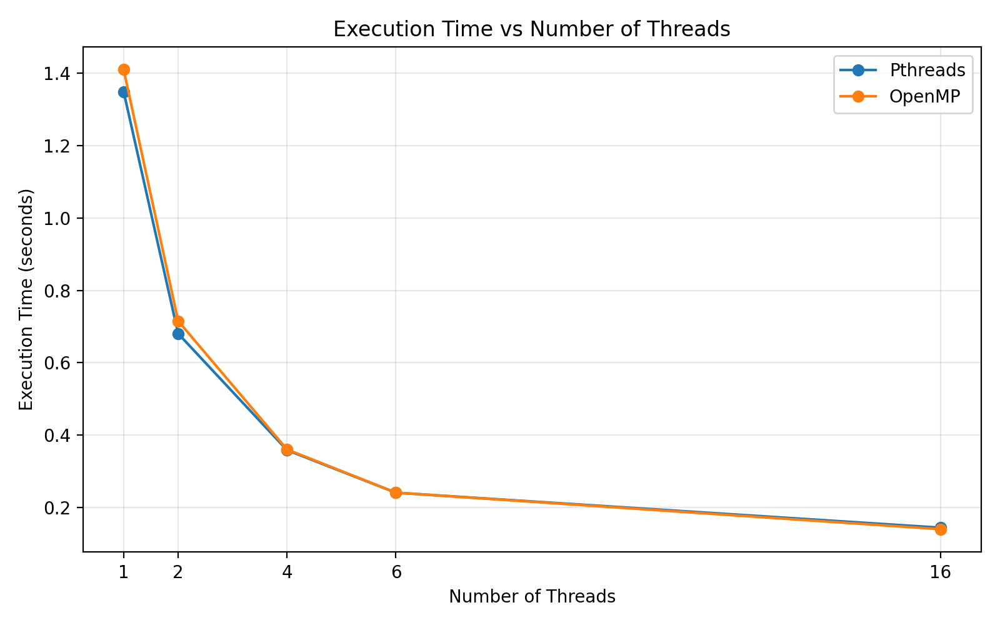 Execution Time vs Number of Threads
Pthreads
OpenMP
Execution Time (seconds)
1.4
1.2
1.0
0.8
0.6
0.4
0.2
1 2 4 6 16
Number of Threads